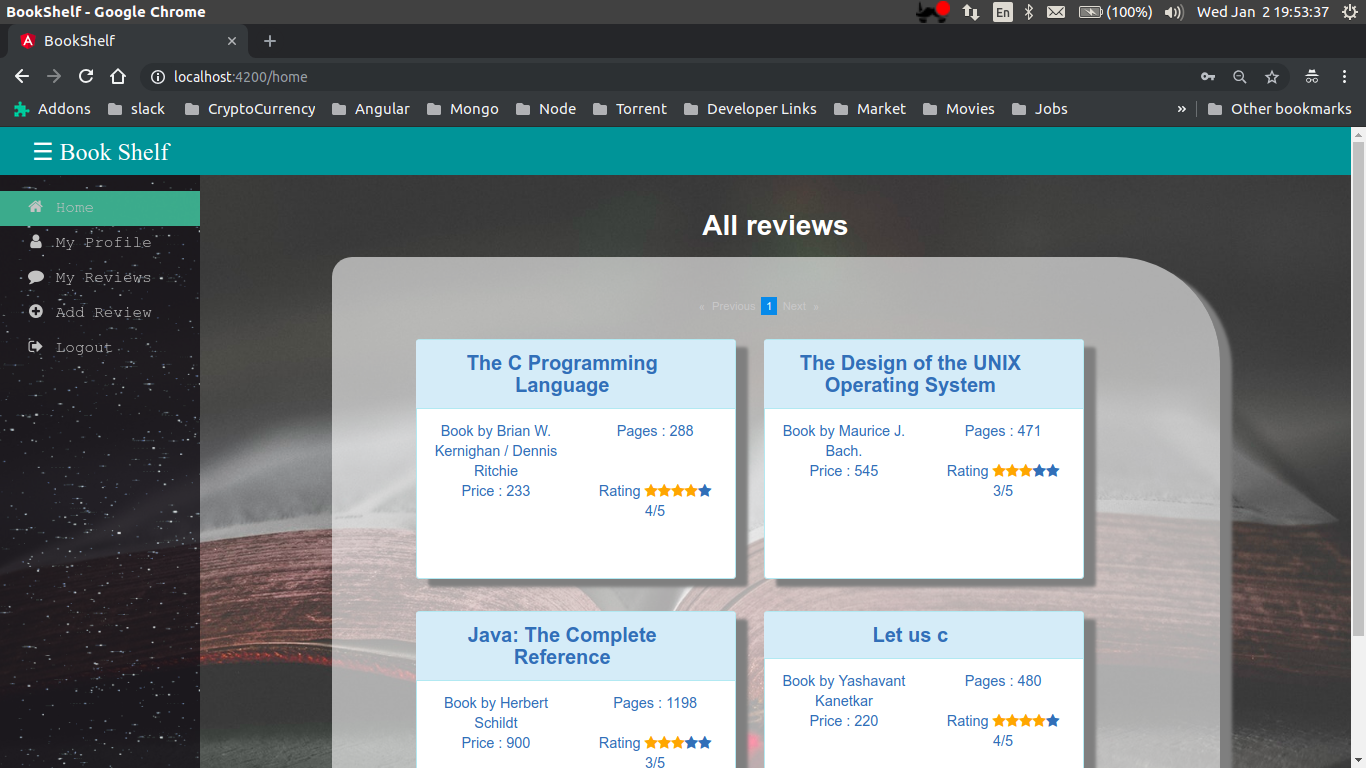 BookShelf - Google Chrome
En
(100%)
Wed Jan 2 19:53:37
BookShelf
localhost:4200/home
Addons
slack
CryptoCurrency
Angular
Mongo
Node
Torrent
Developer Links
Market
Movies
Jobs
»
Other bookmarks
☰ Book Shelf
Home
My Profile
My Reviews
Add Review
Logout
All reviews
« Previous 1 Next »
The C Programming
Language
Book by Brian W.
Kernighan / Dennis
Ritchie
Price : 233
Pages : 288
Rating
4/5
The Design of the UNIX
Operating System
Book by Maurice J.
Bach.
Price : 545
Pages : 471
Rating
3/5
Java: The Complete
Reference
Book by Herbert
Schildt
Price : 900
Pages : 1198
Rating
3/5
Let us c
Book by Yashavant
Kanetkar
Price : 220
Pages : 480
Rating
4/5